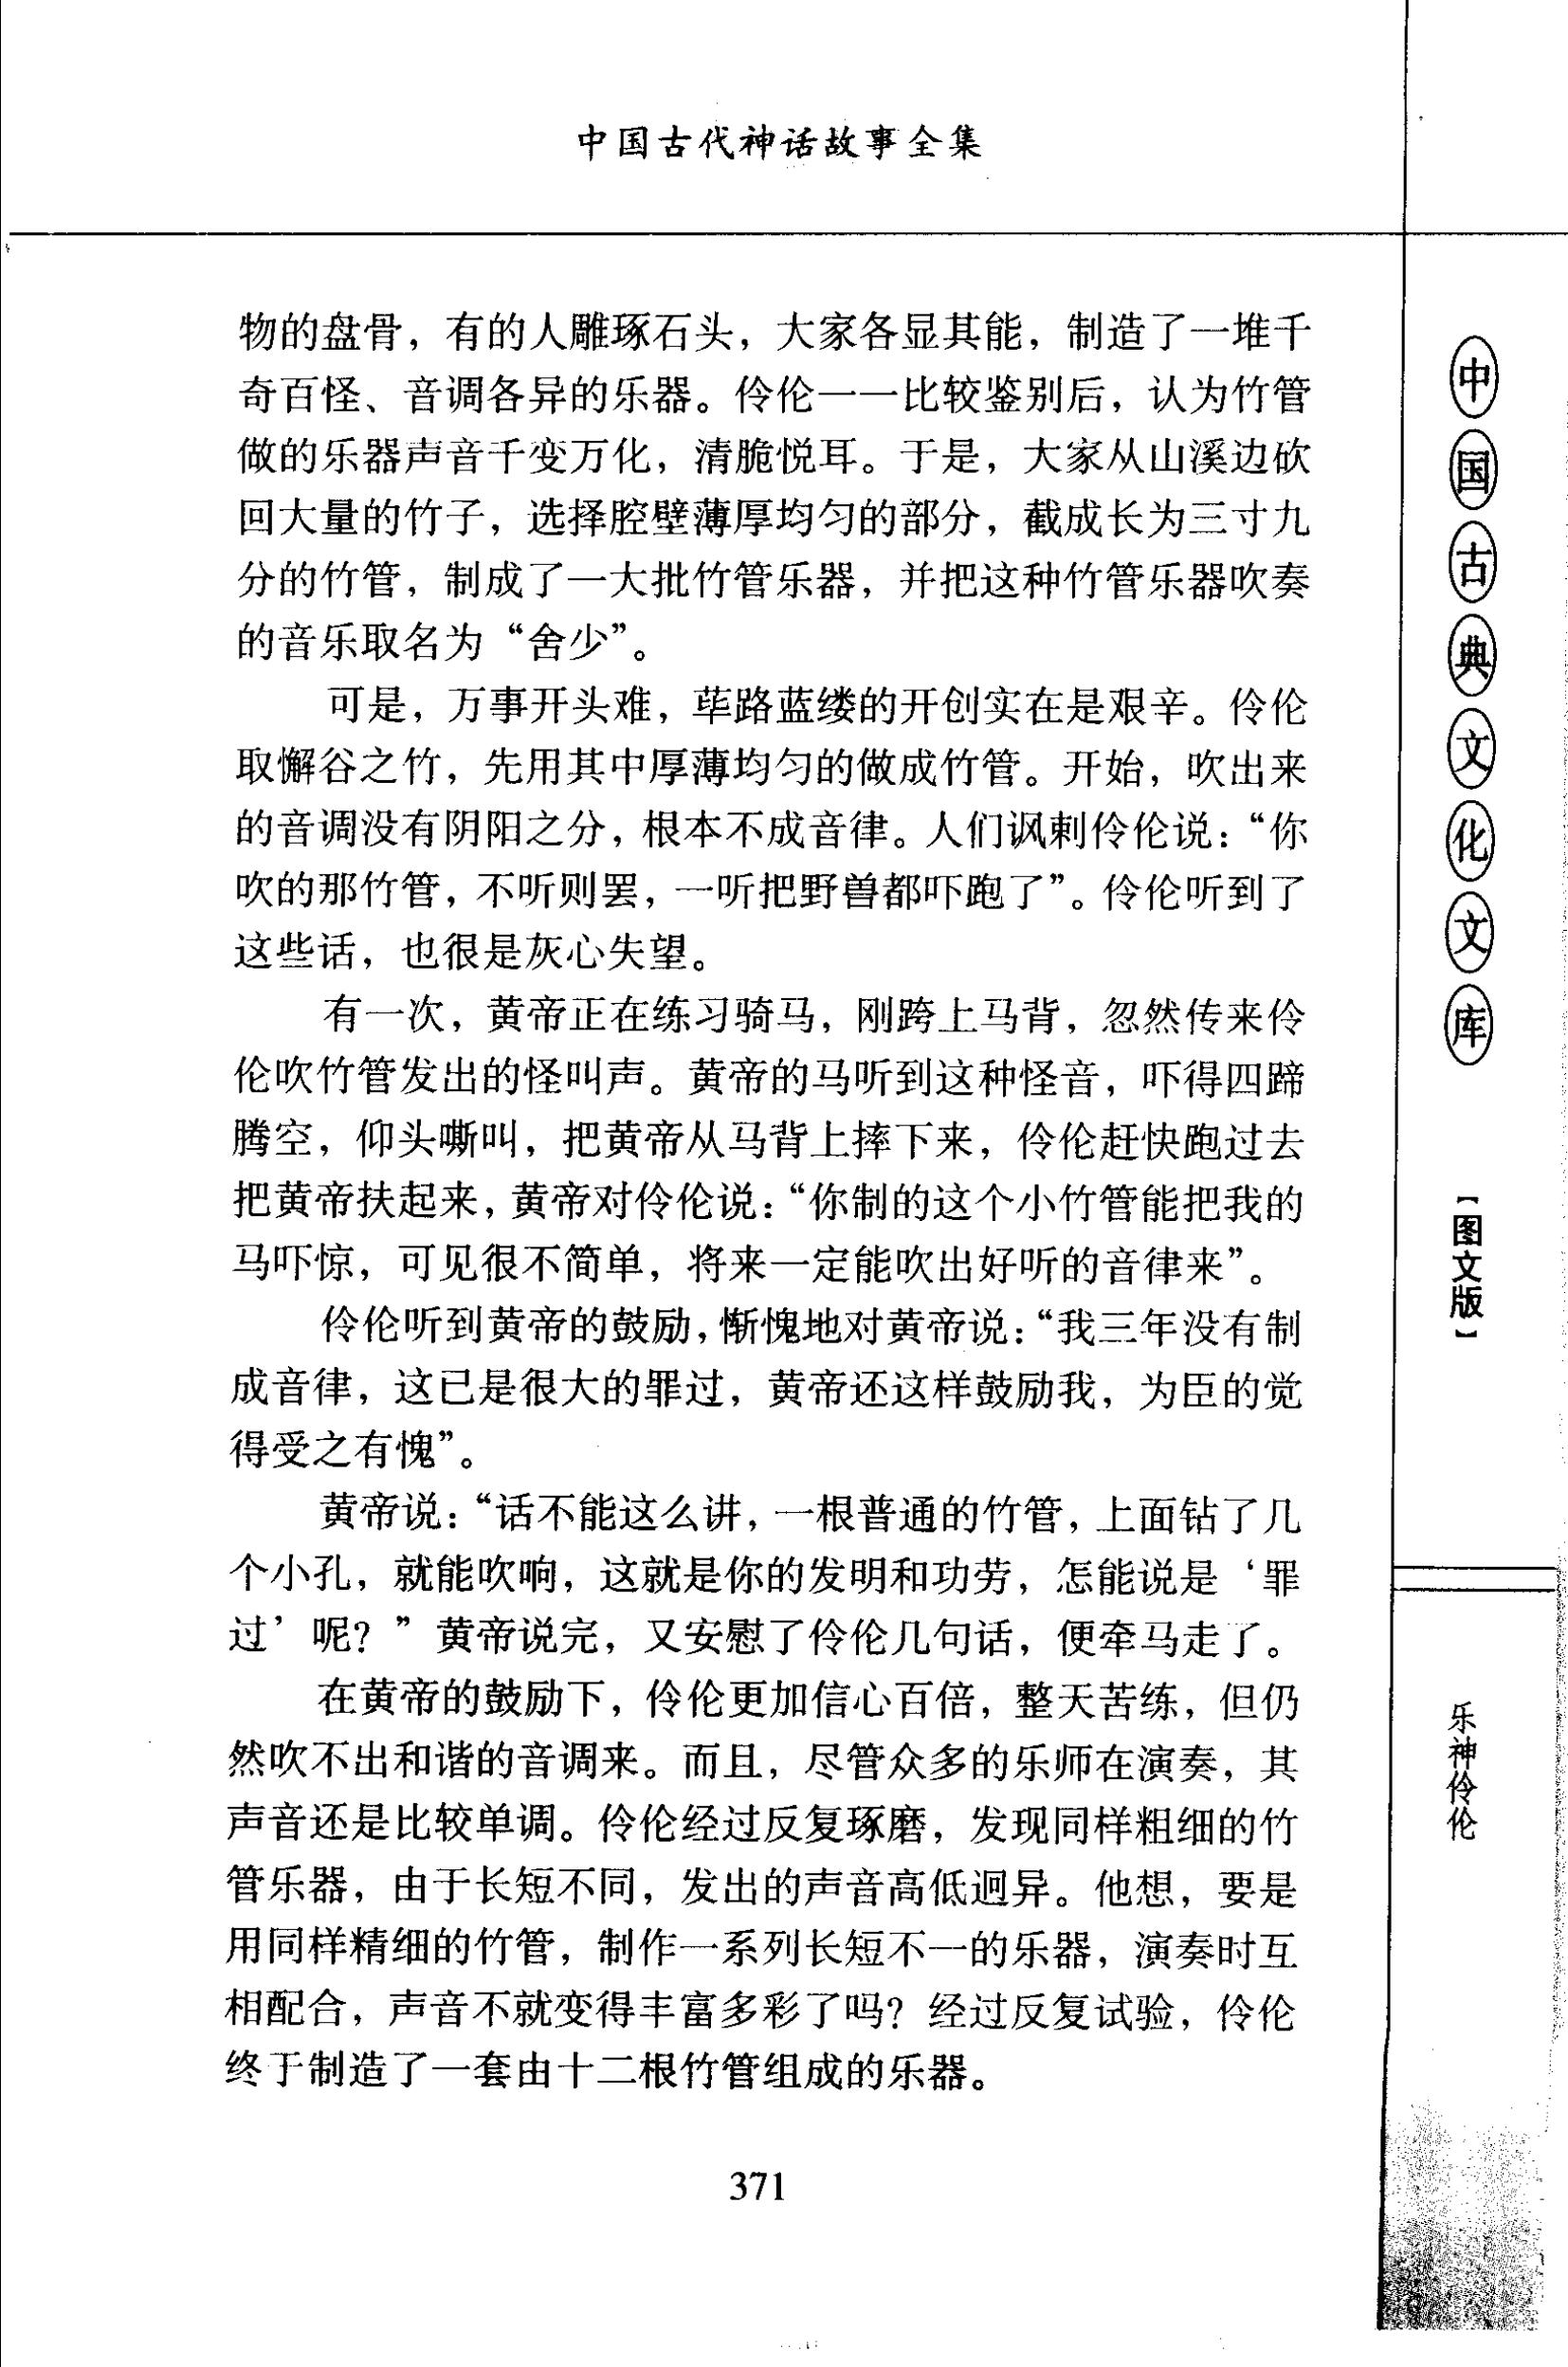 中国古代神话故事全集
物的盘骨，有的人雕琢石头，大家各显其能，制造了一堆千
奇百怪、音调各异的乐器。伶伦一一比较鉴别后，认为竹管
做的乐器声音千变万化，清脆悦耳。于是，大家从山溪边砍
回大量的竹子，选择腔壁薄厚均匀的部分，截成长为三寸九
分的竹管，制成了一大批竹管乐器，并把这种竹管乐器吹奏
的音乐取名为“舍少”。
可是，万事开头难，荜路蓝缕的开创实在是艰辛。伶伦
取懈谷之竹，先用其中厚薄均匀的做成竹管。开始，吹出来
的音调没有阴阳之分，根本不成音律。人们讽刺伶伦说：“你
吹的那竹管，不听则罢，一听把野兽都吓跑了”。伶伦听到了
这些话，也很是灰心失望。
有一次，黄帝正在练习骑马，刚跨上马背，忽然传来伶
伦吹竹管发出的怪叫声。黄帝的马听到这种怪音，吓得四蹄
腾空，仰头嘶叫，把黄帝从马背上摔下来，伶伦赶快跑过去
把黄帝扶起来，黄帝对伶伦说：“你制的这个小竹管能把我的
马吓惊，可见很不简单，将来一定能吹出好听的音律来”。
伶伦听到黄帝的鼓励，惭愧地对黄帝说：“我三年没有制
成音律，这已是很大的罪过，黄帝还这样鼓励我，为臣的觉
得受之有愧”。
黄帝说：“话不能这么讲，一根普通的竹管，上面钻了几
个小孔，就能吹响，这就是你的发明和功劳，怎能说是‘罪
过’呢？”黄帝说完，又安慰了伶伦几句话，便牵马走了。
在黄帝的鼓励下，伶伦更加信心百倍，整天苦练，但仍
然吹不出和谐的音调来。而且，尽管众多的乐师在演奏，其
声音还是比较单调。伶伦经过反复琢磨，发现同样粗细的竹
管乐器，由于长短不同，发出的声音高低迥异。他想，要是
用同样精细的竹管，制作一系列长短不一的乐器，演奏时互
相配合，声音不就变得丰富多彩了吗？经过反复试验，伶伦
终于制造了一套由十二根竹管组成的乐器。
371
中国古典文化文库
【图文版】
乐神伶伦